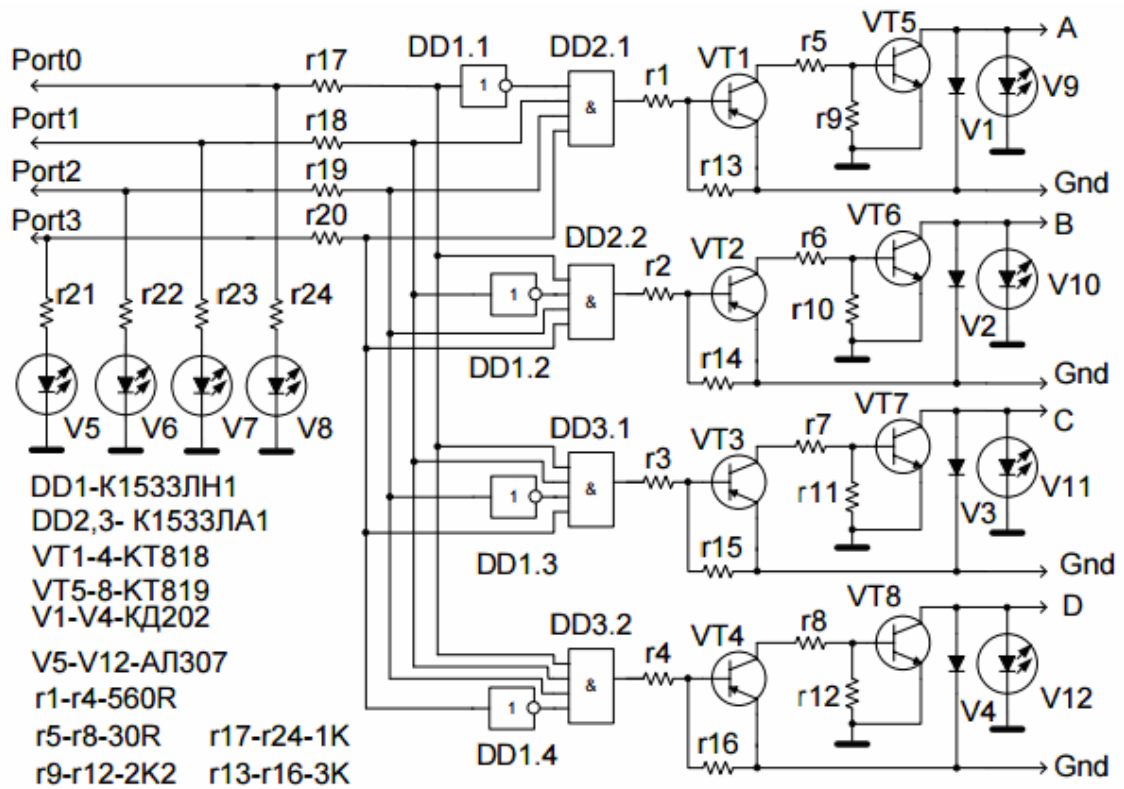 Port0
r17
DD1.1
DD2.1
r1
VT1
r5
VT5
A
1
&
r9
V1
V9
r13
Gnd
Port1
r18
Port2
r19
Port3
r20
DD2.2
r2
VT2
r6
VT6
B
1
&
DD1.2
r10
V2
V10
r14
Gnd
r21
r22
r23
r24
V5
V6
V7
V8
DD3.1
r3
VT3
r7
VT7
C
1
&
DD1.3
r11
V3
V11
r15
Gnd
DD3.2
r4
VT4
r8
VT8
D
1
&
DD1.4
r12
V4
V12
r16
Gnd
DD1-К1533ЛН1
DD2,3- К1533ЛА1
VT1-4-КТ818
VT5-8-КТ819
V1-V4-КД202
V5-V12-АЛ307
r1-r4-560R
r5-r8-30R r17-r24-1K
r9-r12-2K2 r13-r16-3K